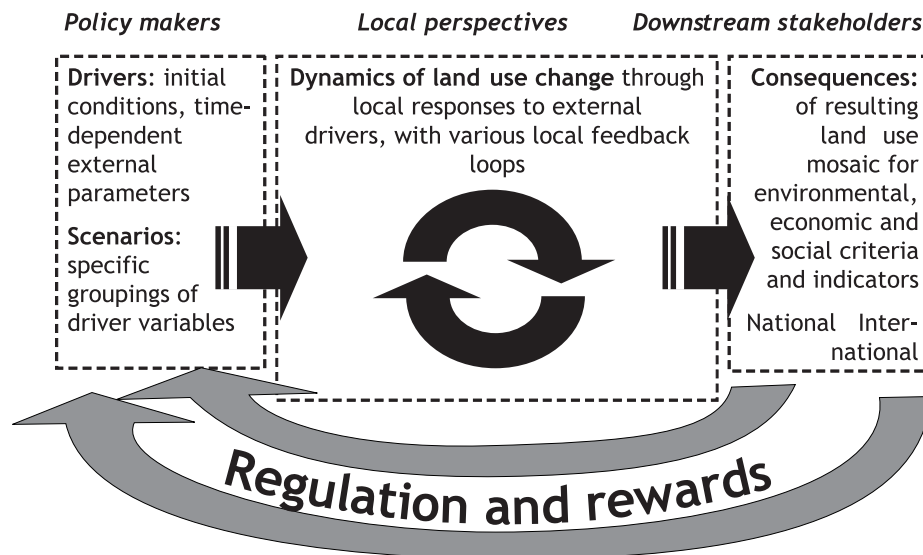 Policy makers
Local perspectives
Downstream stakeholders
Drivers: initial
conditions, time-
dependent
external
parameters
Scenarios:
specific
groupings of
driver variables
Dynamics of land use change through
local responses to external
drivers, with various local feedback
loops
Consequences:
of resulting
land use
mosaic for
environmental,
economic and
social criteria
and indicators
National Inter-
national
Regulation and rewards